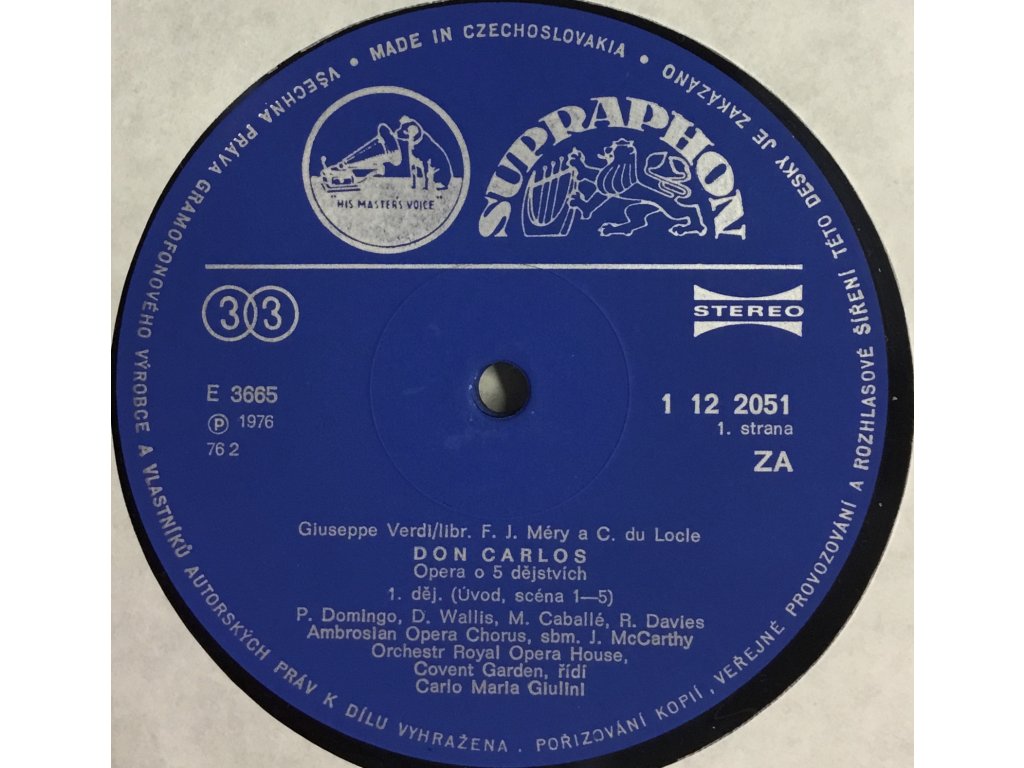 VŠECHNA PRÁVA GRAMOFONOVÉHO VÝROBCE A VLASTNÍKŮ AUTORSKÝCH PRÁV K DÍLU VYHRAŽENA . POŘIZOVÁNÍ KOPIÍ , VEŘEJNÉ PROVOZOVÁNÍ A ROZHLASOVÉ ŠÍŘENÍ TÉTO DESKY JE ZAKÁZÁNO • MADE IN CZECHOSLOVAKIA •
"HIS MASTER'S VOICE"
SUPRAPHON
33
STEREO
E 3665
1 12 2051
Ⓟ 1976
1. strana
76 2
ZA
Giuseppe Verdi/libr. F. J. Méry a C. du Locle
DON CARLOS
Opera o 5 dějstvích
1. děj. (Úvod, scéna 1—5)
P. Domingo, D. Wallis, M. Caballé, R. Davies
Ambrosian Opera Chorus, sbm. J. McCarthy
Orchestr Royal Opera House,
Covent Garden, řídí
Carlo Maria Giulini